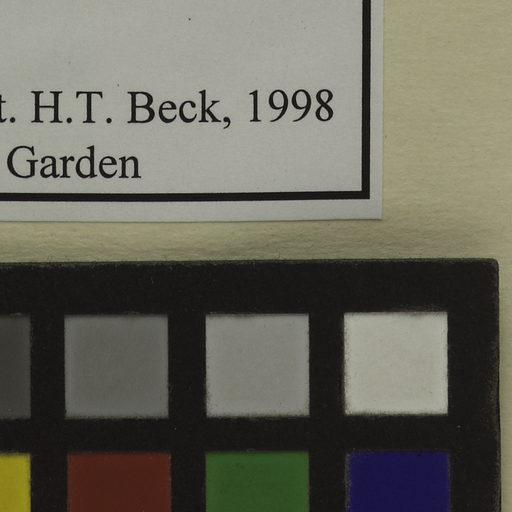 t. H.T. Beck, 1998
Garden